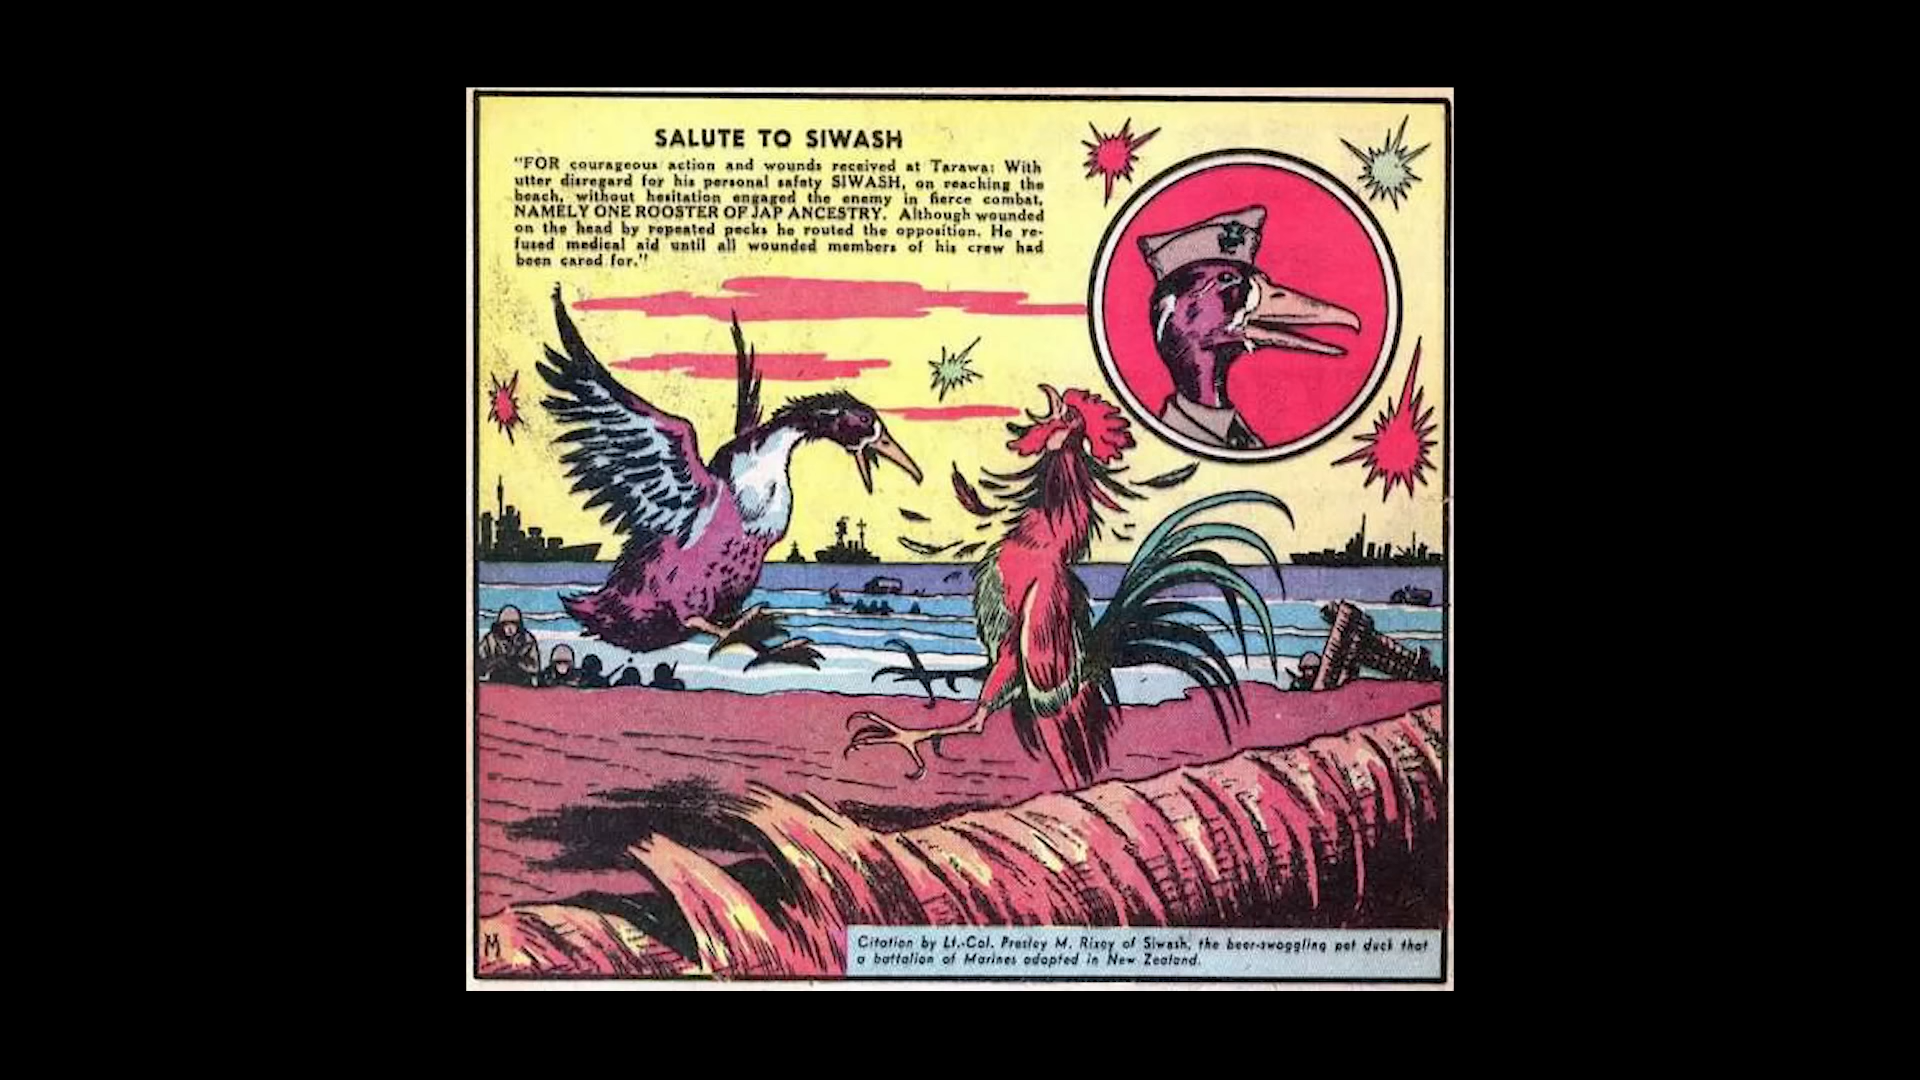 SALUTE TO SIWASH
"FOR courageous action and wounds received at Tarawa: With
utter disregard for his personal safety SIWASH, on reaching the
beach, without hesitation engaged the enemy in fierce combat,
NAMELY ONE ROOSTER OF JAP ANCESTRY. Although wounded
on the head by repeated pecks he routed the opposition. He re-
fused medical aid until all wounded members of his crew had
been cared for."
M
Citation by Lt.-Col. Presley M. Rixey of Siwash, the beer-swaggling pet duck that
a battalion of Marines adopted in New Zealand.